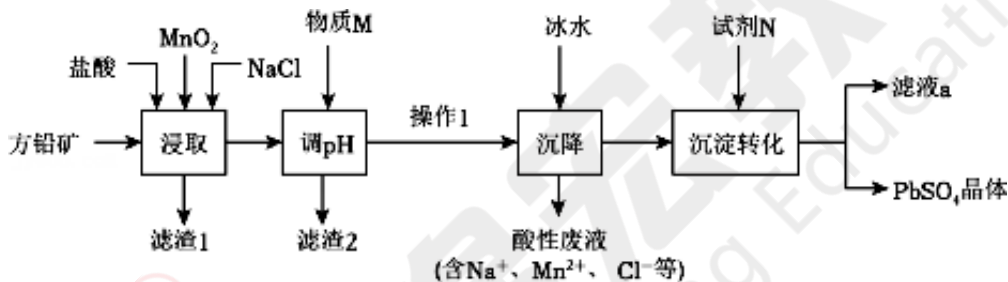 物质M
冰水
试剂N
MnO₂
盐酸
NaCl
滤液a
操作1
方铅矿
浸取
调pH
沉降
沉淀转化
PbSO₄晶体
滤渣1
滤渣2
酸性废液
(含Na⁺、Mn²⁺、Cl⁻等)